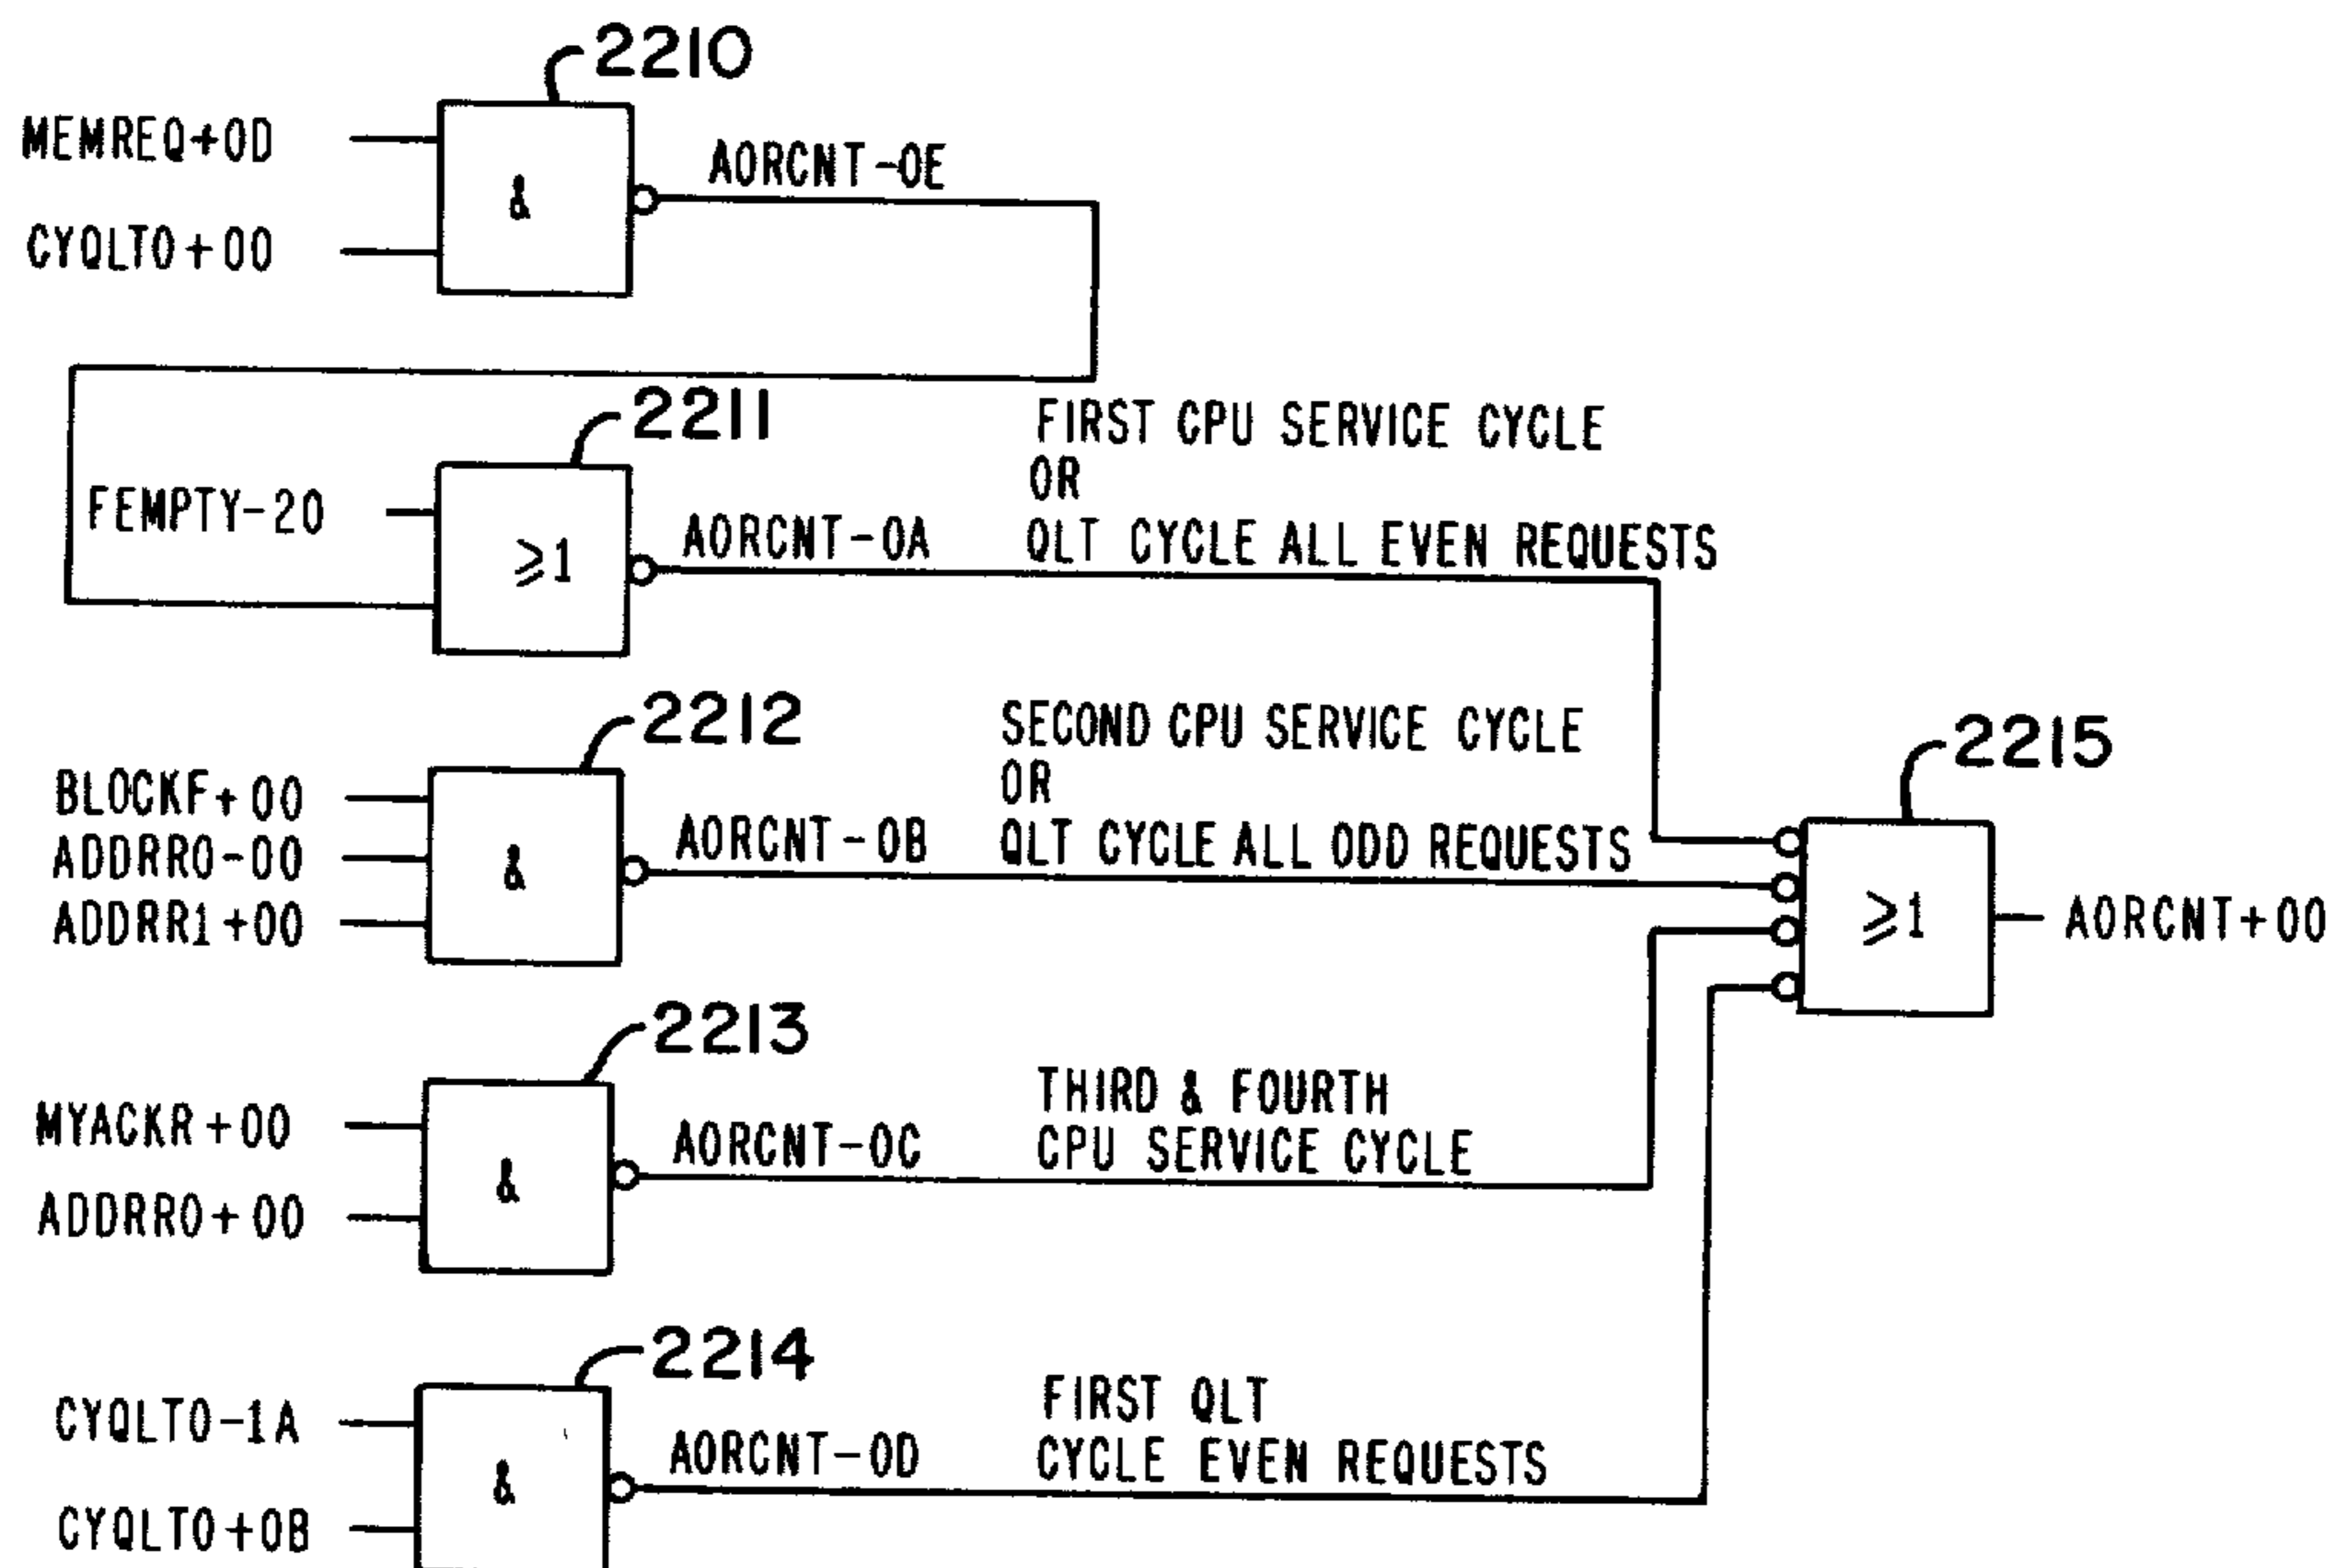 2210
MEMREQ+0D
AORCNT-0E
&
CYQLTO+00
2211
FIRST CPU SERVICE CYCLE
OR
FEMPTY-20
AORCNT-0A
QLT CYCLE ALL EVEN REQUESTS
≥1
2212
SECOND CPU SERVICE CYCLE
OR
2215
BLOCKF+00
AORCNT-0B
QLT CYCLE ALL ODD REQUESTS
ADDRR0-00
&
ADDRR1+00
≥1
AORCNT+00
2213
THIRD & FOURTH
MYACKR+00
AORCNT-0C
CPU SERVICE CYCLE
&
ADDRR0+00
2214
FIRST QLT
CYQLTO-1A
AORCNT-0D
CYCLE EVEN REQUESTS
&
CYQLTO+0B